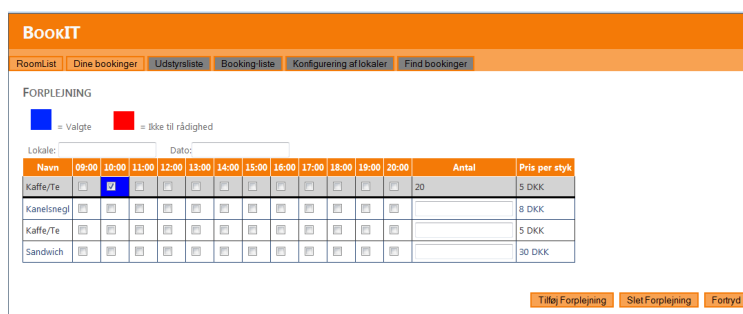 BookIT
RoomList Dine bookinger Udstyrsliste Booking-liste Konfigurering af lokaler Find bookinger
Forplejning
= Valgte = Ikke til rådighed
Lokale: Dato:
Navn 09:00 10:00 11:00 12:00 13:00 14:00 15:00 16:00 17:00 18:00 19:00 20:00 Antal Pris per styk
Kaffe/Te 20 5 DKK
Kanelsnegl 8 DKK
Kaffe/Te 5 DKK
Sandwich 30 DKK
Tilføj Forplejning Slet Forplejning Fortryd